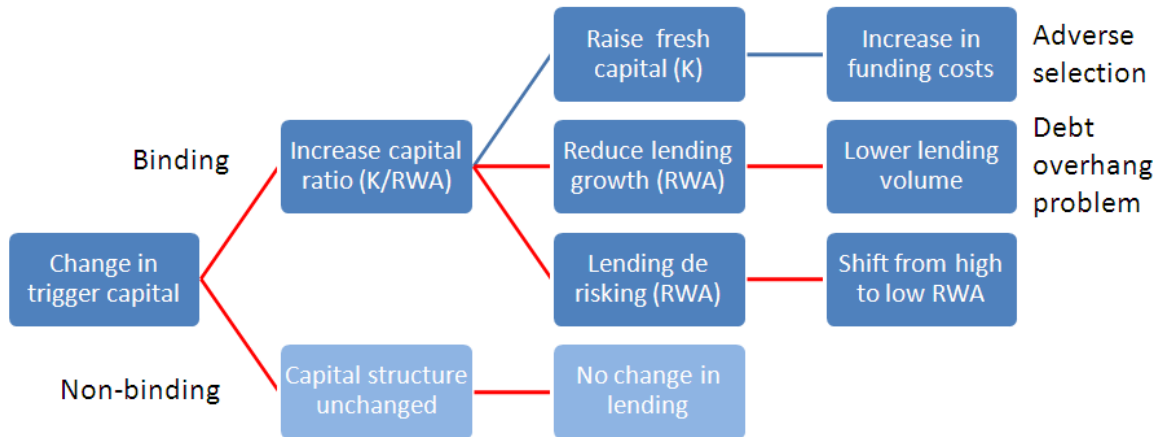 Raise fresh
capital (K)
Increase in
funding costs
Adverse
selection
Binding
Increase capital
ratio (K/RWA)
Reduce lending
growth (RWA)
Lower lending
volume
Debt
overhang
problem
Change in
trigger capital
Lending de
risking (RWA)
Shift from high
to low RWA
Non-binding
Capital structure
unchanged
No change in
lending